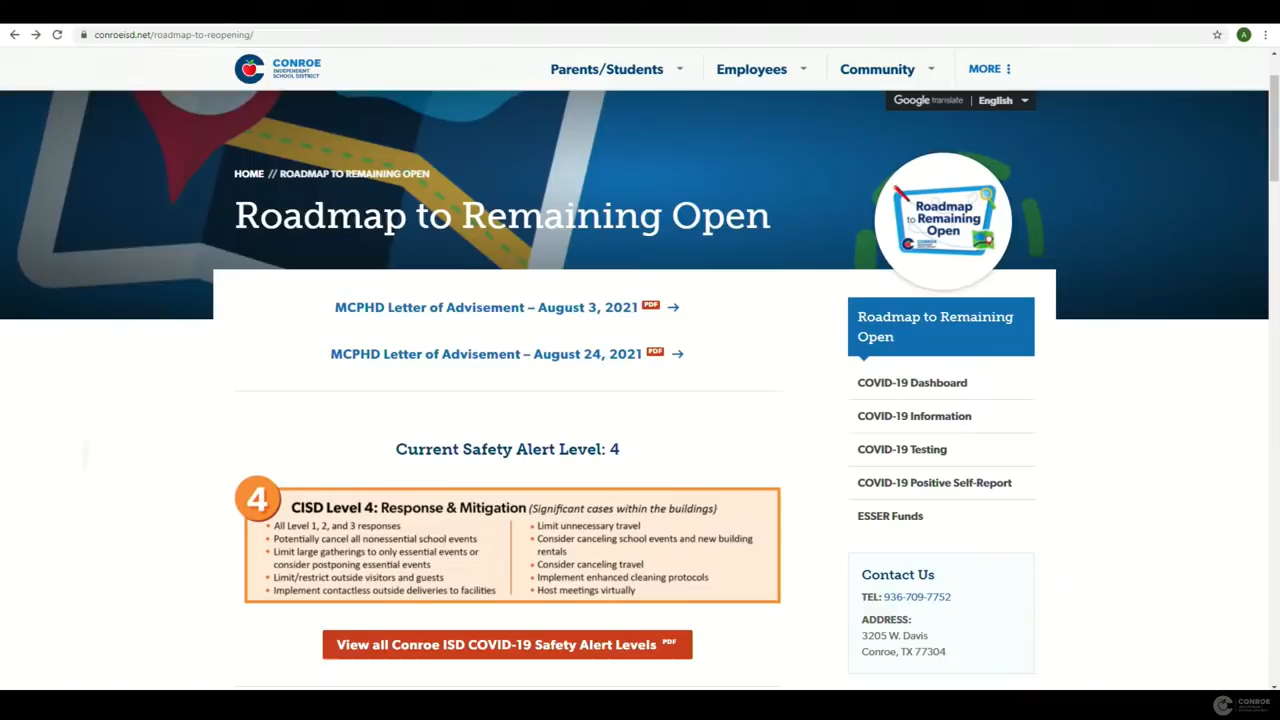 conroeisd.net/roadmap-to-reopening/
A
CONROE
INDEPENDENT
SCHOOL DISTRICT
Parents/Students
Employees
Community
MORE
Google translate | English
HOME // ROADMAP TO REMAINING OPEN
Roadmap to Remaining Open
Roadmap
to Remaining
Open
CONROE
MCPHD Letter of Advisement – August 3, 2021 PDF →
MCPHD Letter of Advisement – August 24, 2021 PDF →
Current Safety Alert Level: 4
4
CISD Level 4: Response & Mitigation (Significant cases within the buildings)
• All Level 1, 2, and 3 responses
• Potentially cancel all nonessential school events
• Limit large gatherings to only essential events or
consider postponing essential events
• Limit/restrict outside visitors and guests
• Implement contactless outside deliveries to facilities
• Limit unnecessary travel
• Consider canceling school events and new building
rentals
• Consider canceling travel
• Implement enhanced cleaning protocols
• Host meetings virtually
View all Conroe ISD COVID-19 Safety Alert Levels PDF
Roadmap to Remaining
Open
COVID-19 Dashboard
COVID-19 Information
COVID-19 Testing
COVID-19 Positive Self-Report
ESSER Funds
Contact Us
TEL: 936-709-7752
ADDRESS:
3205 W. Davis
Conroe, TX 77304
CONROE
INDEPENDENT
SCHOOL DISTRICT